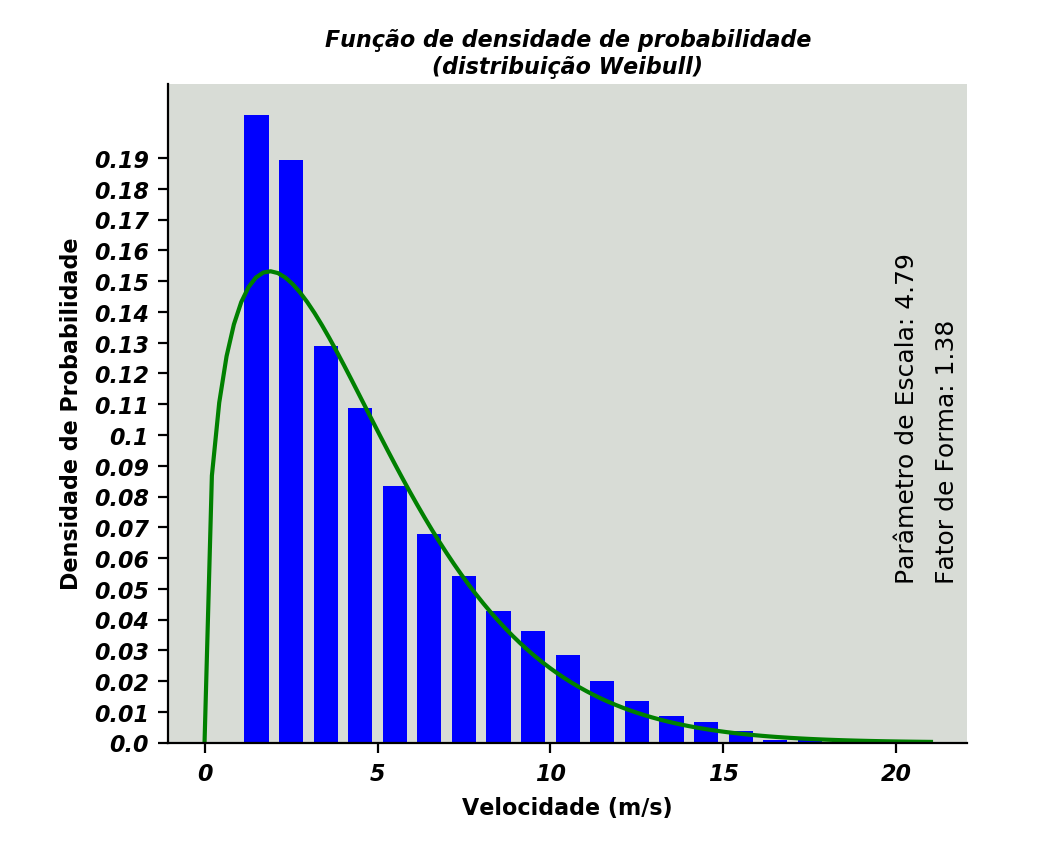 Função de densidade de probabilidade
(distribuição Weibull)
Densidade de Probabilidade
0.19
0.18
0.17
0.16
0.15
0.14
0.13
0.12
0.11
0.1
0.09
0.08
0.07
0.06
0.05
0.04
0.03
0.02
0.01
0.0
Parâmetro de Escala: 4.79
Fator de Forma: 1.38
0 5 10 15 20
Velocidade (m/s)